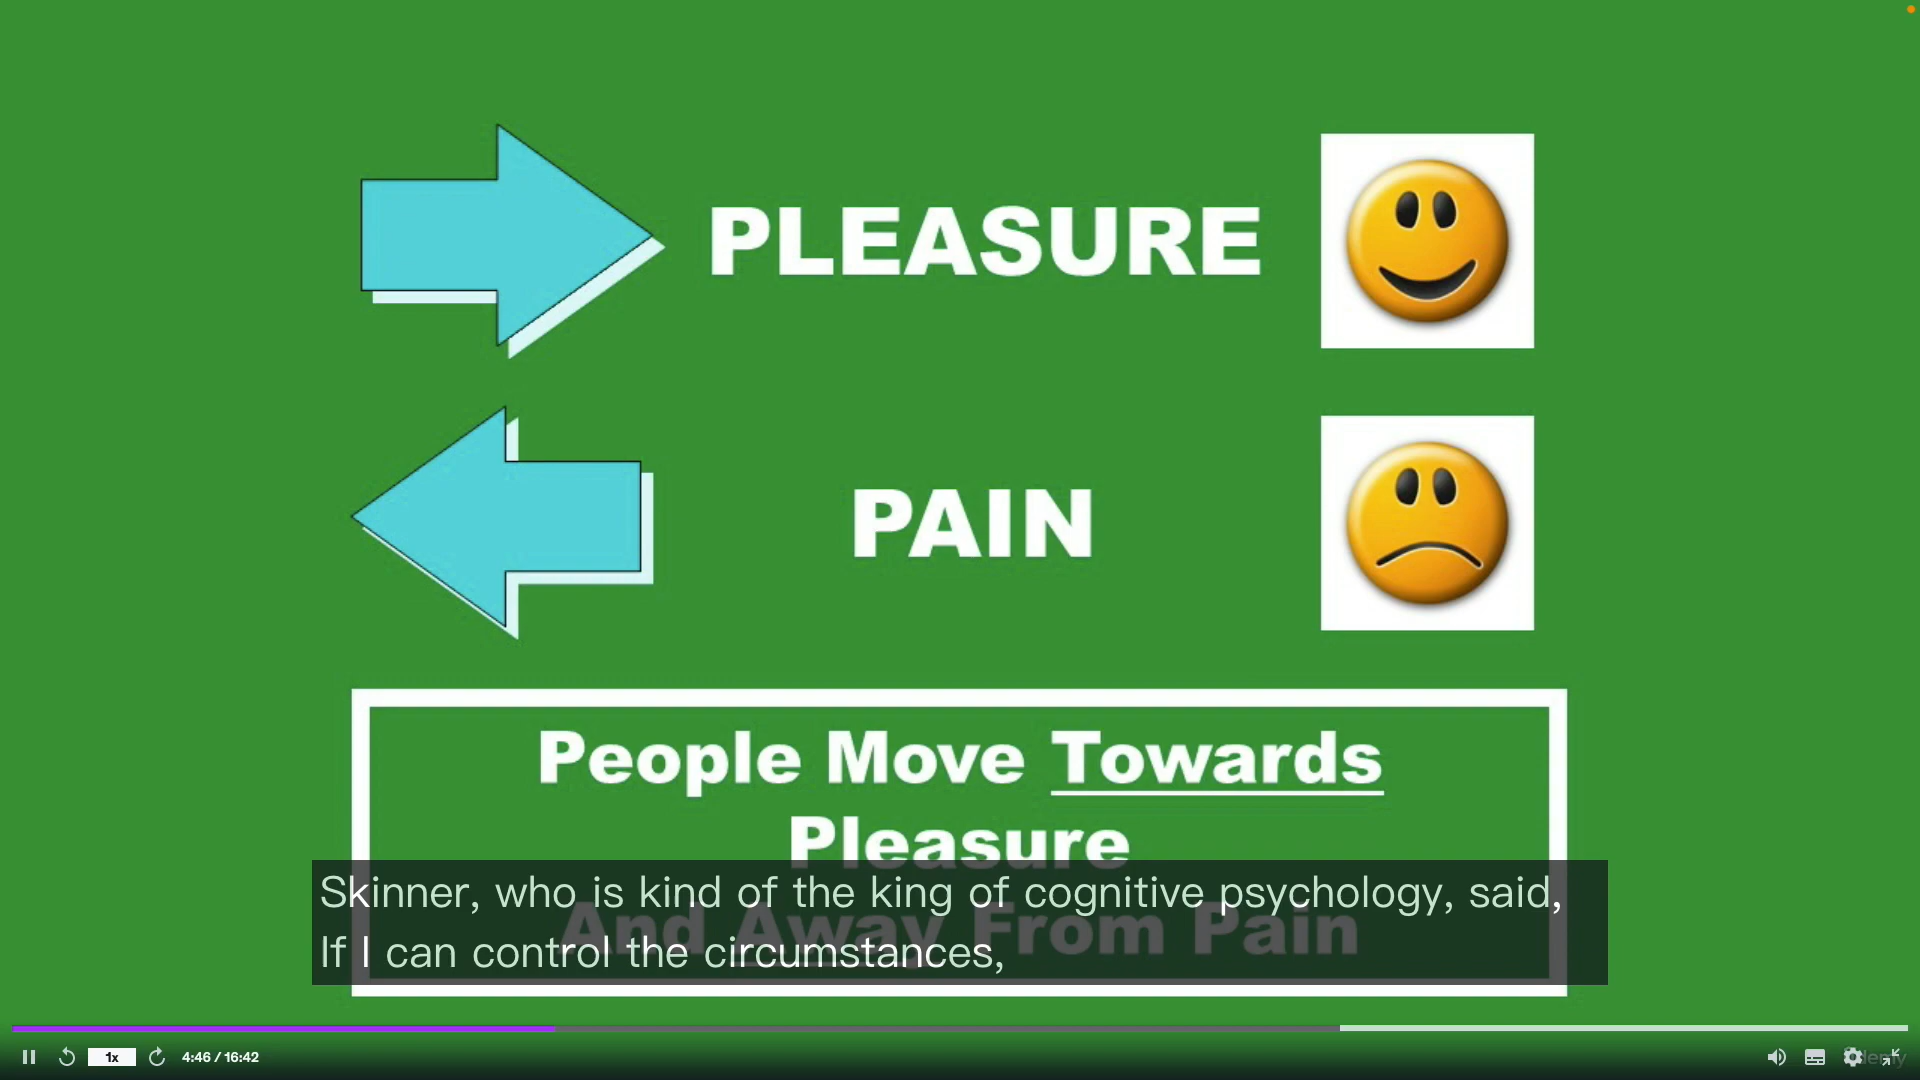 PLEASURE
PAIN
People Move Towards
Pleasure
And Away From Pain
Skinner, who is kind of the king of cognitive psychology, said,
If I can control the circumstances,
1x
4:46 / 16:42